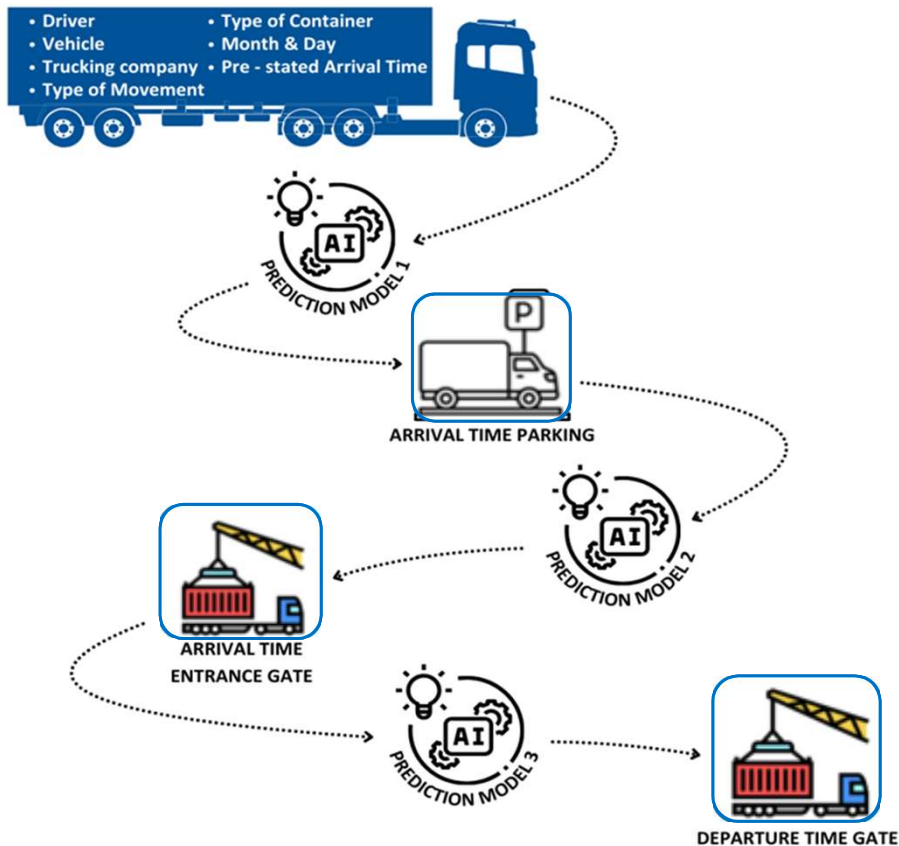 • Driver
• Vehicle
• Trucking company
• Type of Movement
• Type of Container
• Month & Day
• Pre - stated Arrival Time
AI
PREDICTION MODEL 1
P
ARRIVAL TIME PARKING
AI
PREDICTION MODEL 2
ARRIVAL TIME
ENTRANCE GATE
AI
PREDICTION MODEL 3
DEPARTURE TIME GATE